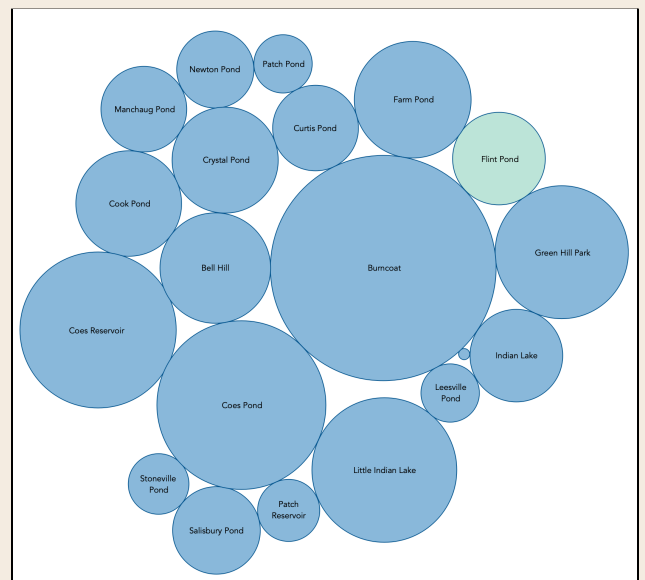 Patch Pond
Newton Pond
Farm Pond
Manchaug Pond
Curtis Pond
Crystal Pond
Flint Pond
Cook Pond
Green Hill Park
Bell Hill
Burncoat
Coes Reservoir
Indian Lake
Leesville
Pond
Coes Pond
Little Indian Lake
Stoneville
Pond
Patch
Reservoir
Salisbury Pond